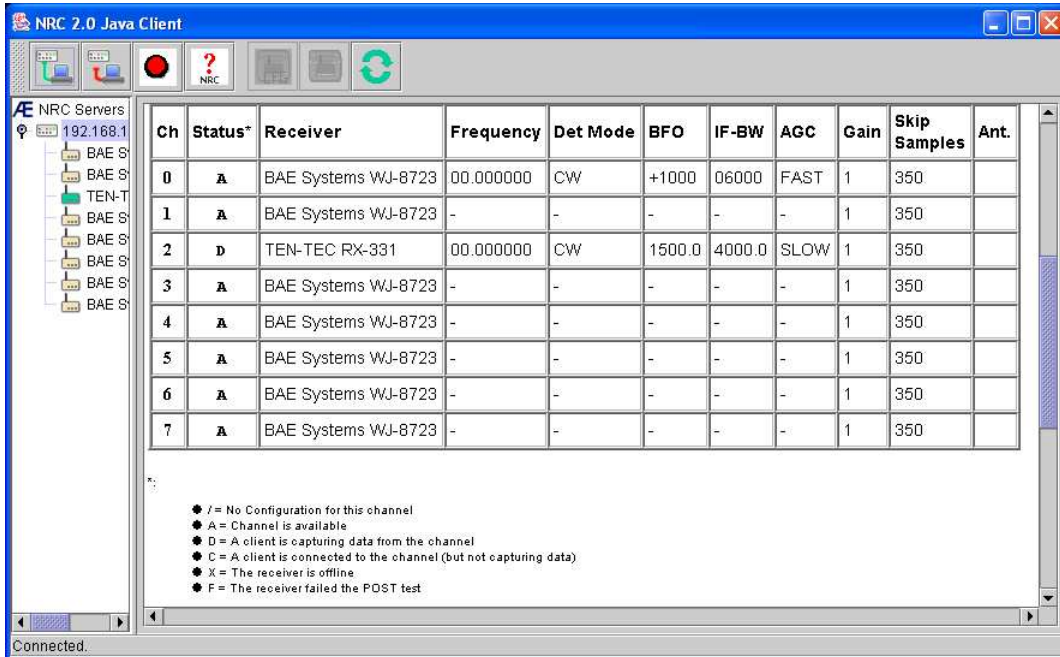 NRC 2.0 Java Client
? NRC
Æ NRC Servers
192.168.1
BAE S
BAE S
TEN-T
BAE S
BAE S
BAE S
BAE S
BAE S
Ch Status* Receiver Frequency Det Mode BFO IF-BW AGC Gain Skip Samples Ant.
0 A BAE Systems WJ-8723 00.000000 CW +1000 06000 FAST 1 350
1 A BAE Systems WJ-8723 - - - - - 1 350
2 D TEN-TEC RX-331 00.000000 CW 1500.0 4000.0 SLOW 1 350
3 A BAE Systems WJ-8723 - - - - - 1 350
4 A BAE Systems WJ-8723 - - - - - 1 350
5 A BAE Systems WJ-8723 - - - - - 1 350
6 A BAE Systems WJ-8723 - - - - - 1 350
7 A BAE Systems WJ-8723 - - - - - 1 350
*:
/ = No Configuration for this channel
A = Channel is available
D = A client is capturing data from the channel
C = A client is connected to the channel (but not capturing data)
X = The receiver is offline
F = The receiver failed the POST test
Connected.